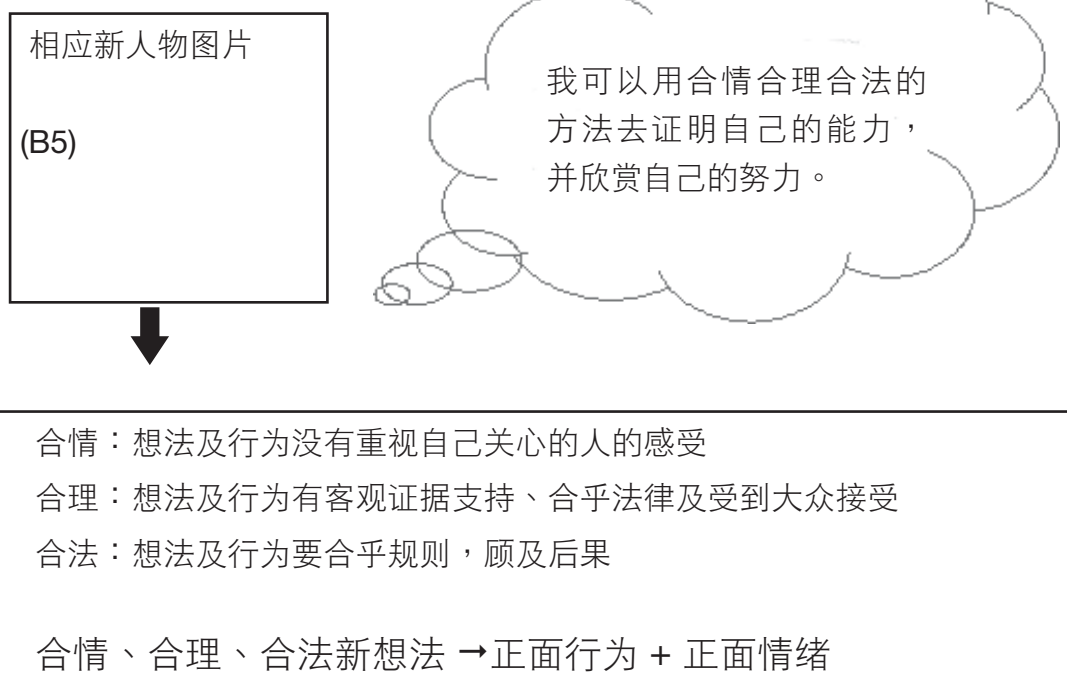 相应新人物图片
(B5)
我可以用合情合理合法的
方法去证明自己的能力，
并欣赏自己的努力。
合情：想法及行为没有重视自己关心的人的感受
合理：想法及行为有客观证据支持、合乎法律及受到大众接受
合法：想法及行为要合乎规则，顾及后果
合情、合理、合法新想法→正面行为 + 正面情绪